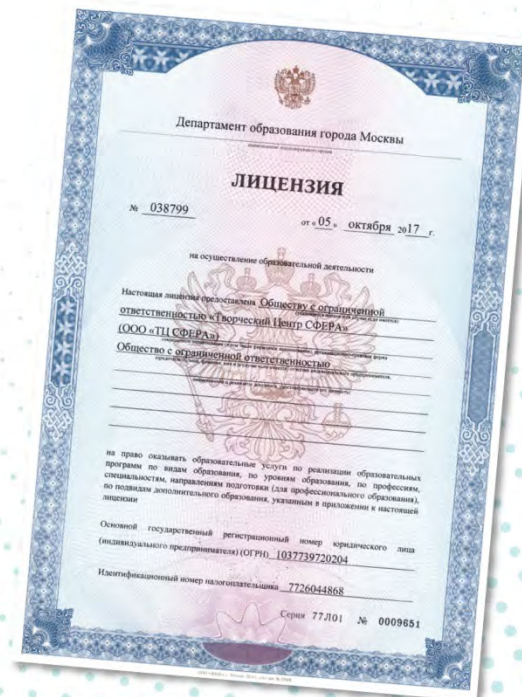 Департамент образования города Москвы
наименование лицензирующего органа
ЛИЦЕНЗИЯ
№ 038799
от « 05 » октября 2017 г.
на осуществление образовательной деятельности
Настоящая лицензия предоставлена Обществу с ограниченной
ответственностью «Творческий Центр СФЕРА»
(ООО «ТЦ СФЕРА»)
Общество с ограниченной ответственностью
на право оказывать образовательные услуги по реализации образовательных
программ по видам образования, по уровням образования, по профессиям,
специальностям, направлениям подготовки (для профессионального образования),
по подвидам дополнительного образования, указанным в приложении к настоящей
лицензии
Основной государственный регистрационный номер юридического лица
(индивидуального предпринимателя) (ОГРН) 1037739720204
Идентификационный номер налогоплательщика 7726044868
Серия 77Л01 № 0009651